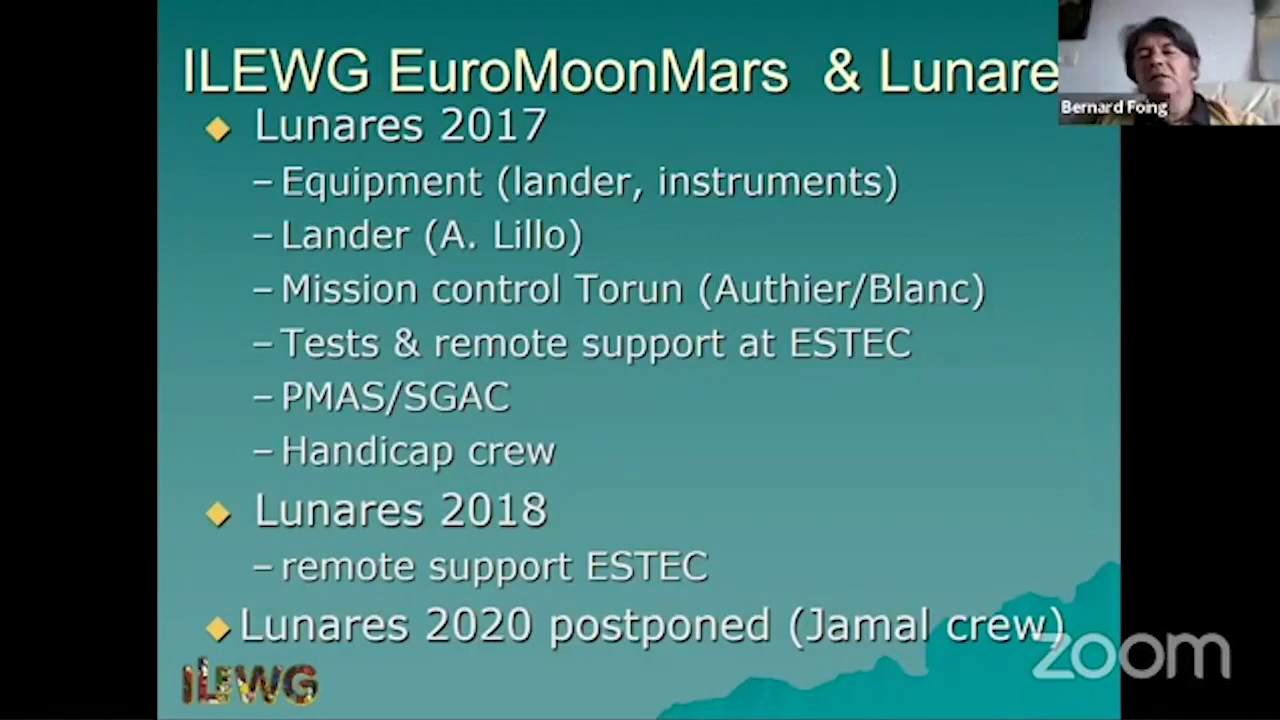 ILEWG EuroMoonMars & Lunare
Bernard Foing
Lunares 2017
– Equipment (lander, instruments)
– Lander (A. Lillo)
– Mission control Torun (Authier/Blanc)
– Tests & remote support at ESTEC
– PMAS/SGAC
– Handicap crew
Lunares 2018
– remote support ESTEC
Lunares 2020 postponed (Jamal crew)
zoom
ILEWG